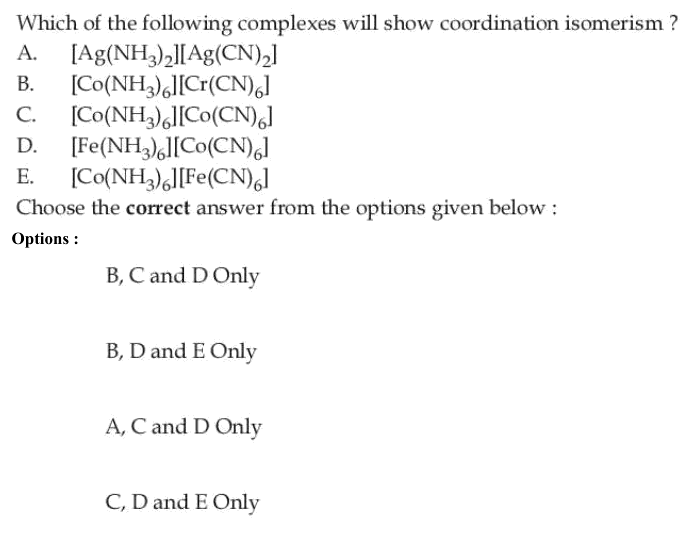 Which of the following complexes will show coordination isomerism ?
A. [Ag(NH₃)₂][Ag(CN)₂]
B. [Co(NH₃)₆][Cr(CN)₆]
C. [Co(NH₃)₆][Co(CN)₆]
D. [Fe(NH₃)₆][Co(CN)₆]
E. [Co(NH₃)₆][Fe(CN)₆]
Choose the correct answer from the options given below :
Options :
B, C and D Only
B, D and E Only
A, C and D Only
C, D and E Only